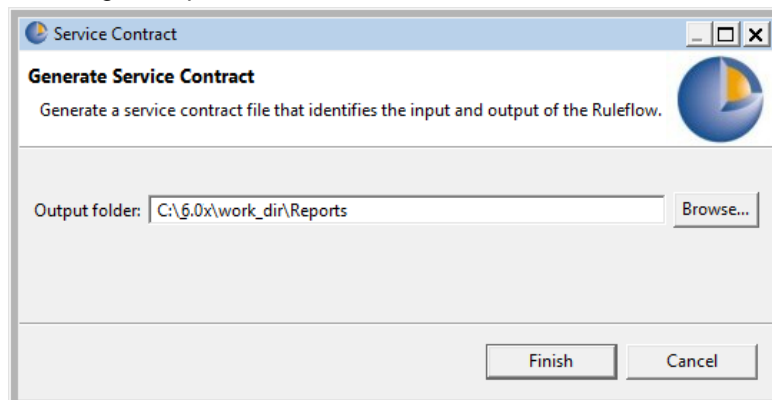 Service Contract
Generate Service Contract
Generate a service contract file that identifies the input and output of the Ruleflow.
Output folder: C:\6.0x\work_dir\Reports Browse...
Finish Cancel